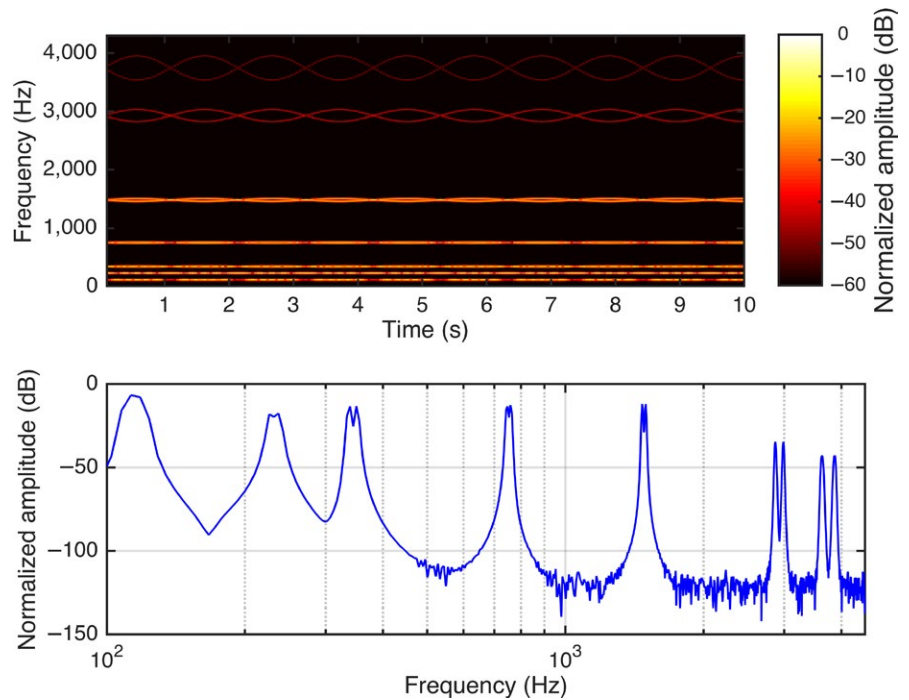 4,000
3,000
2,000
1,000
0
Frequency (Hz)
1 2 3 4 5 6 7 8 9 10
Time (s)
0
−10
−20
−30
−40
−50
−60
Normalized amplitude (dB)
0
−50
−100
−150
Normalized amplitude (dB)
10² 10³
Frequency (Hz)